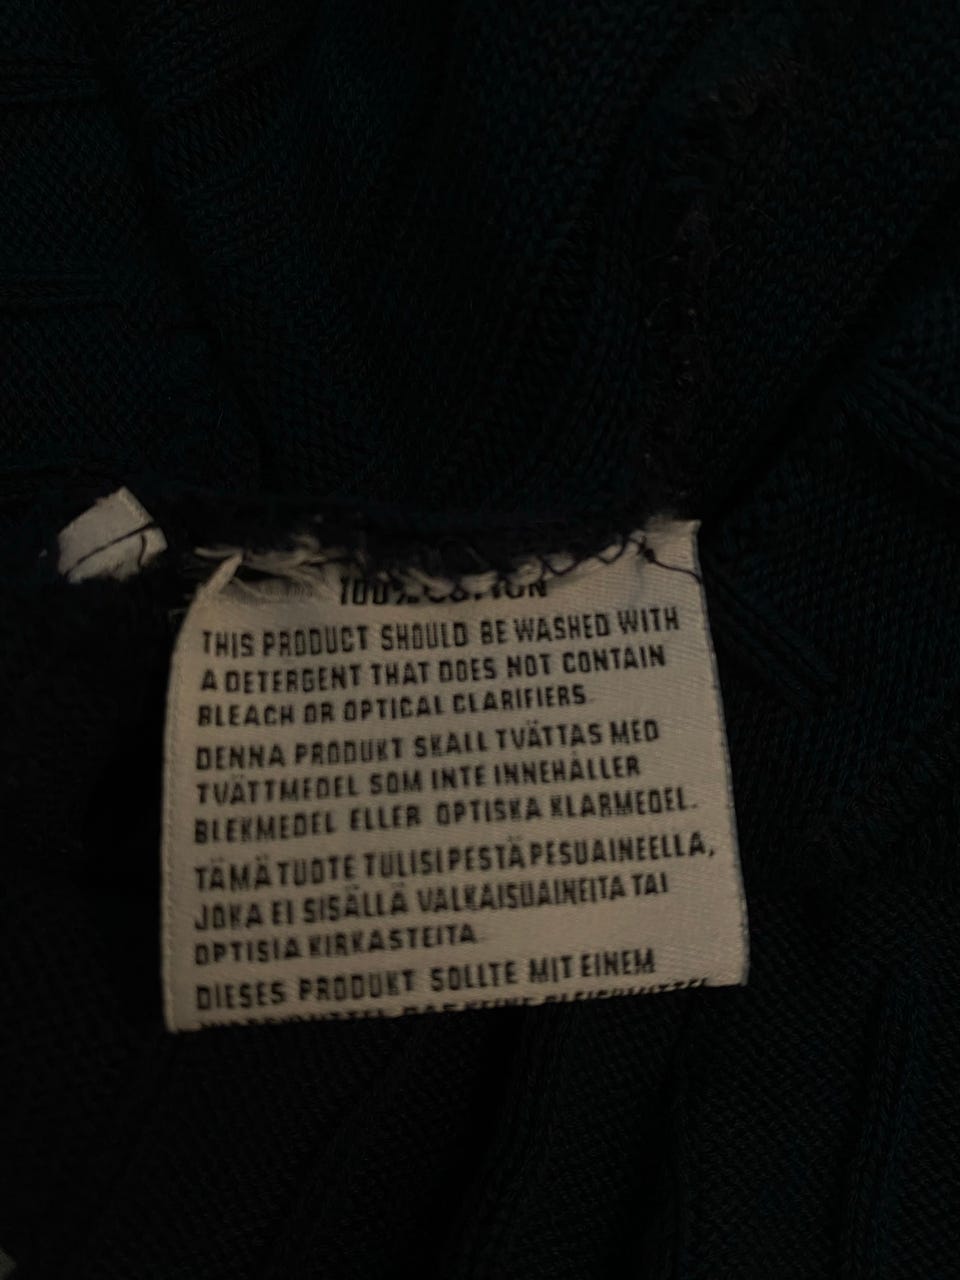 100% COTTON
THIS PRODUCT SHOULD BE WASHED WITH
A DETERGENT THAT DOES NOT CONTAIN
BLEACH OR OPTICAL CLARIFIERS.
DENNA PRODUKT SKALL TVÄTTAS MED
TVÄTTMEDEL SOM INTE INNEHÅLLER
BLEKMEDEL ELLER OPTISKA KLARMEDEL.
TÄMÄ TUOTE TULISI PESTÄ PESUAINEELLA,
JOKA EI SISÄLLÄ VALKAISUAINEITA TAI
OPTISIA KIRKASTEITA.
DIESES PRODUKT SOLLTE MIT EINEM